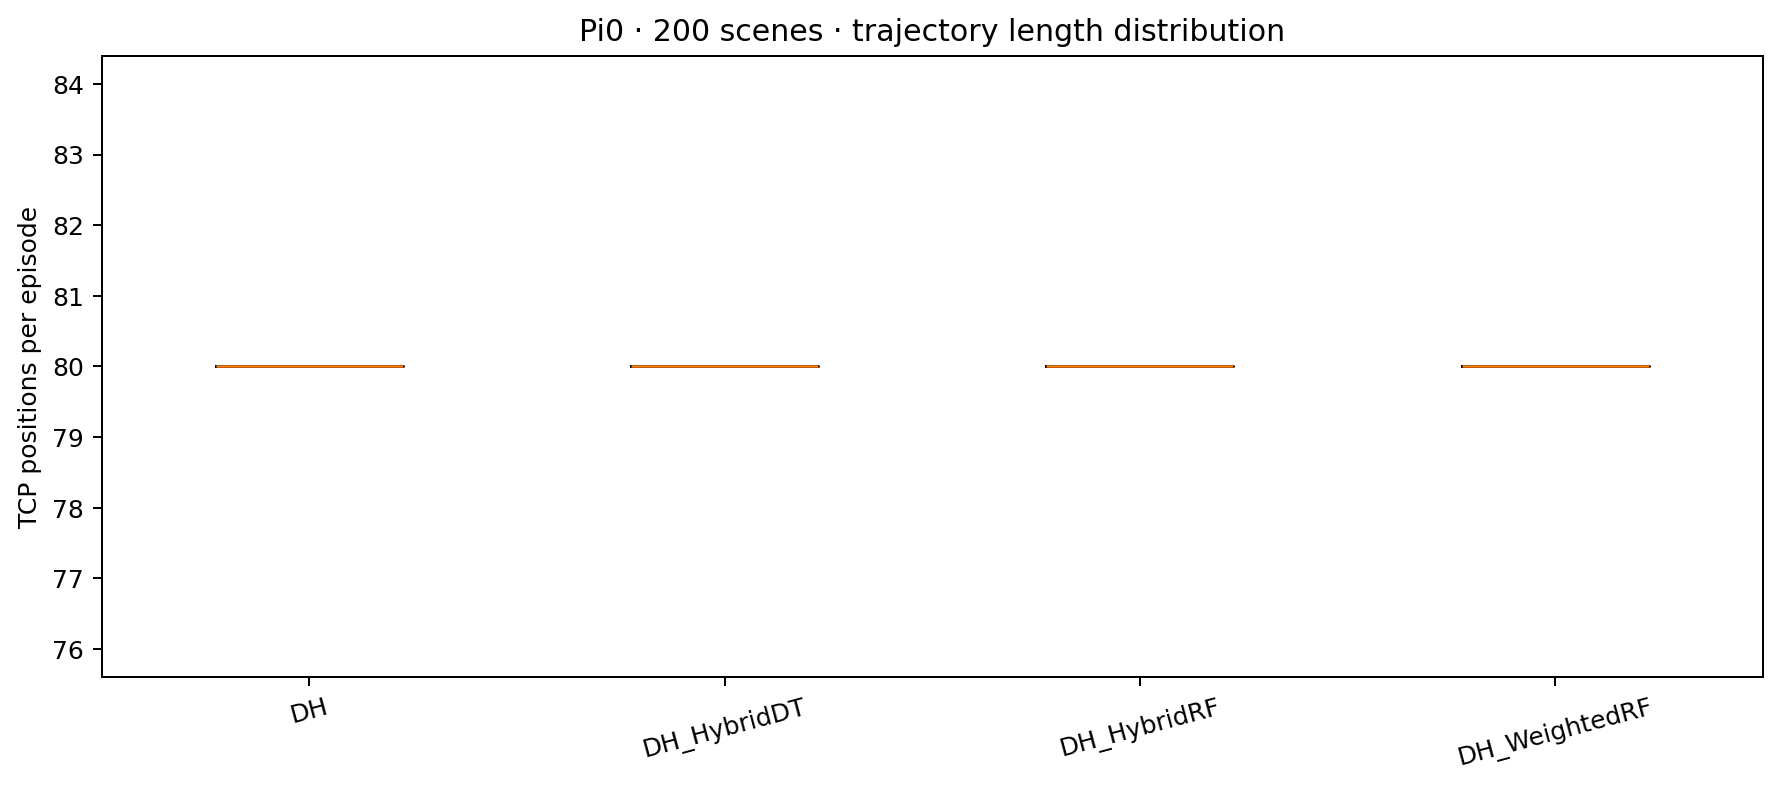 Pi0 · 200 scenes · trajectory length distribution
TCP positions per episode
84
83
82
81
80
79
78
77
76
DH
DH_HybridDT
DH_HybridRF
DH_WeightedRF